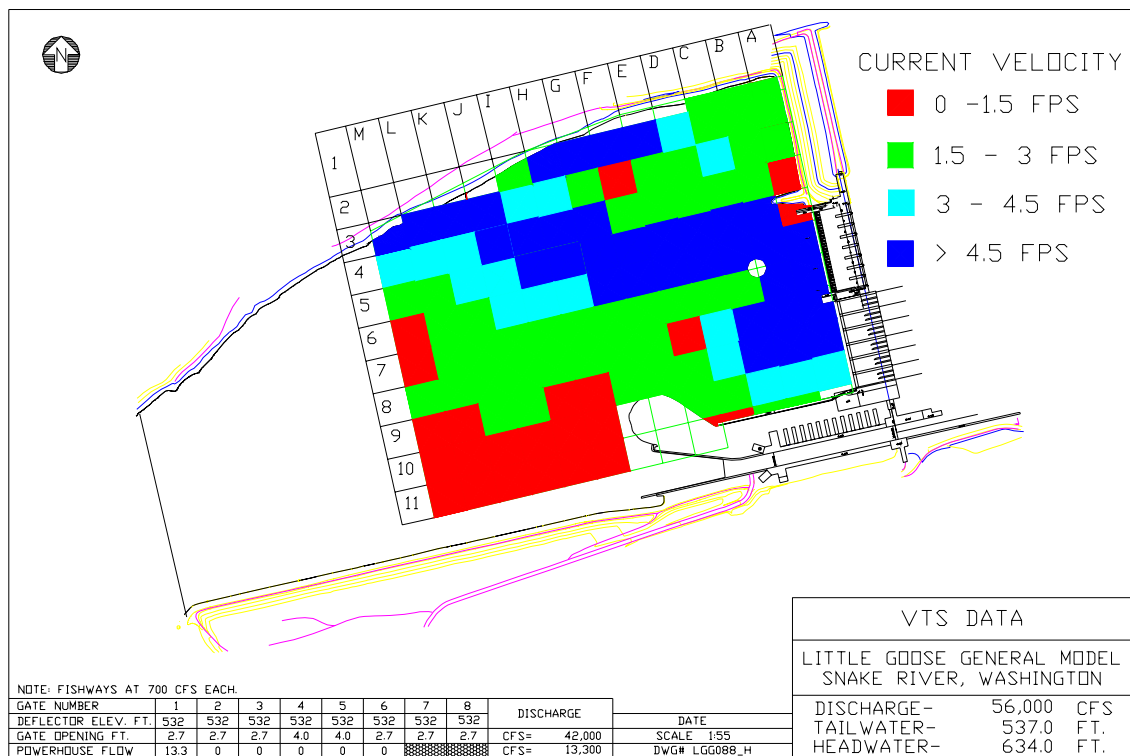 N
A
B
C
D
E
F
G
H
I
J
K
L
M
1
2
3
4
5
6
7
8
9
10
11
CURRENT VELOCITY
0 -1.5 FPS
1.5 - 3 FPS
3 - 4.5 FPS
> 4.5 FPS
VTS DATA
LITTLE GOOSE GENERAL MODEL
SNAKE RIVER, WASHINGTON
DISCHARGE- 56,000 CFS
TAILWATER- 537.0 FT.
HEADWATER- 634.0 FT.
NOTE: FISHWAYS AT 700 CFS EACH.
GATE NUMBER 1 2 3 4 5 6 7 8 DISCHARGE
DEFLECTOR ELEV. FT. 532 532 532 532 532 532 532 532 DATE
GATE OPENING FT. 2.7 2.7 2.7 4.0 4.0 2.7 2.7 2.7 CFS= 42,000 SCALE 1:55
POWERHOUSE FLOW 13.3 0 0 0 0 0 CFS= 13,300 DWG# LGG088_H